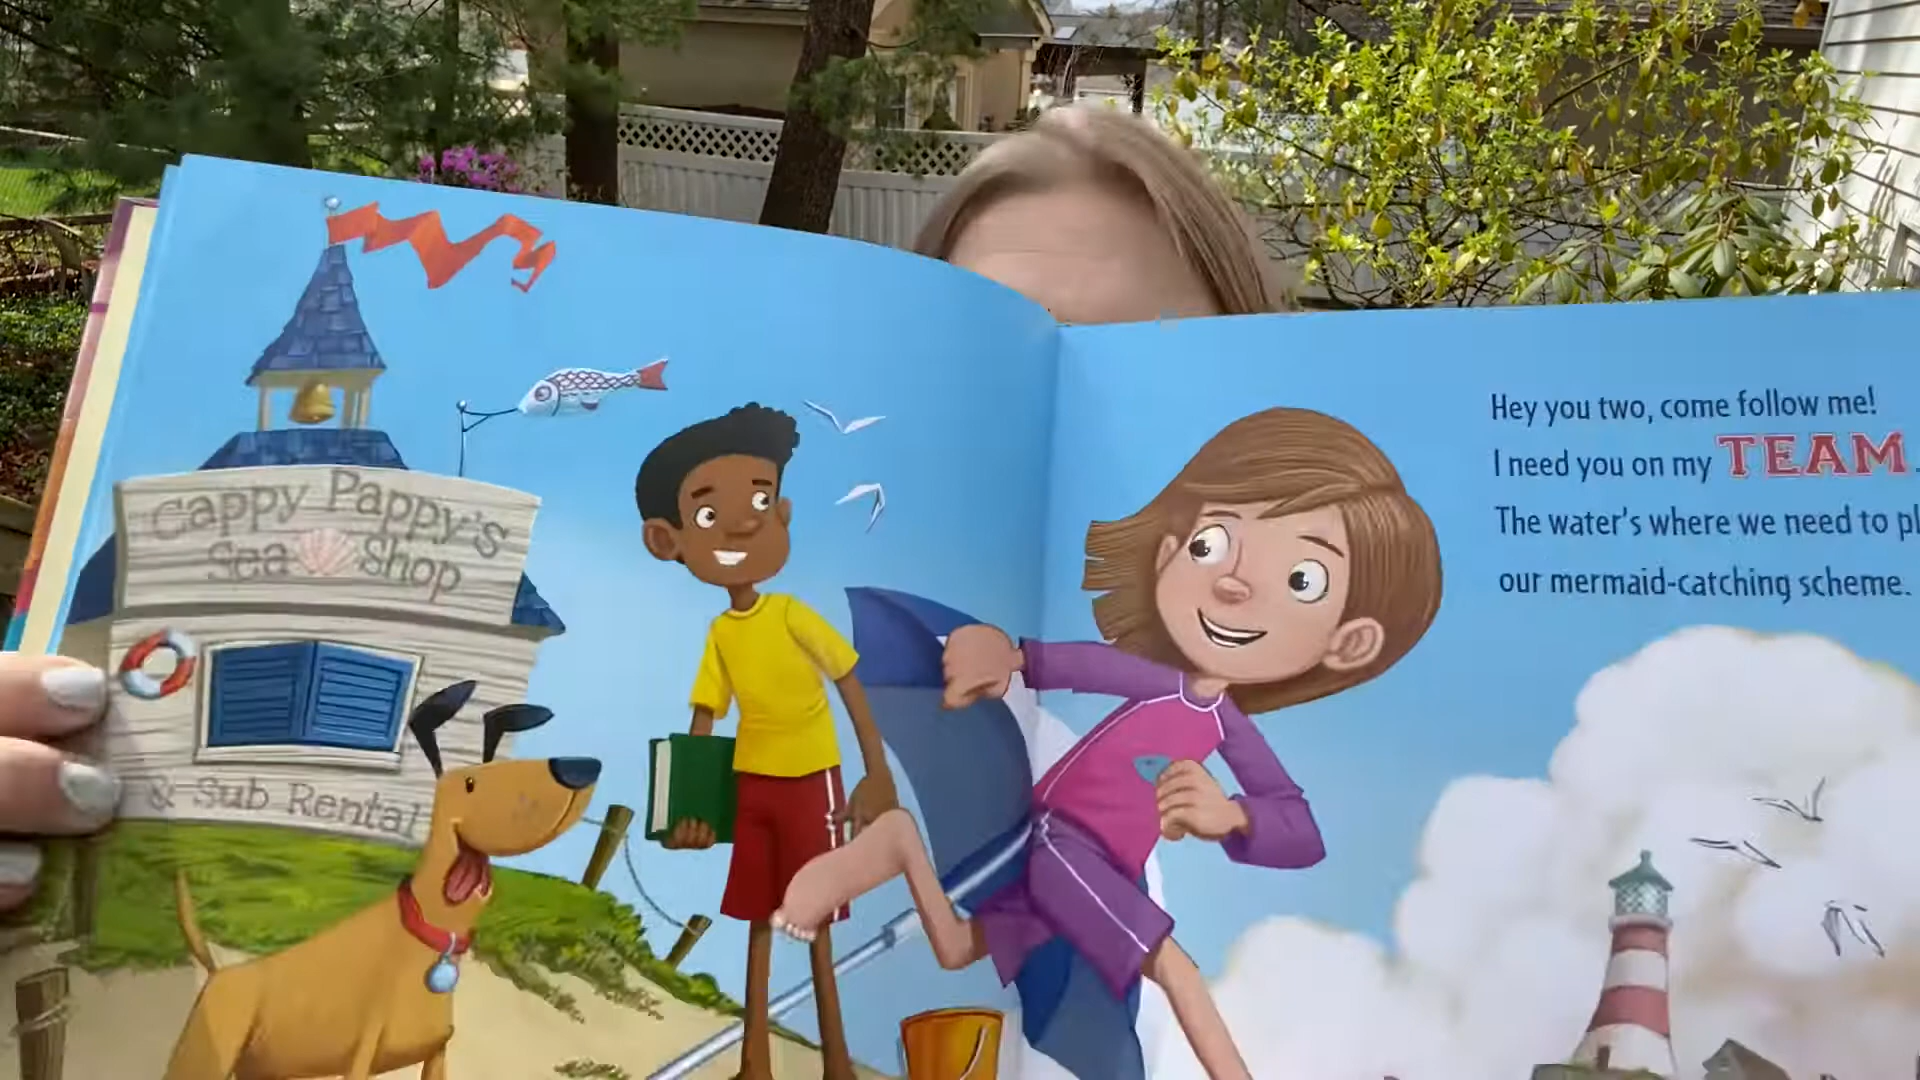 Cappy Pappy's
Sea Shop
& Sub Rental
Hey you two, come follow me!
I need you on my TEAM.
The water's where we need to
our mermaid-catching scheme.